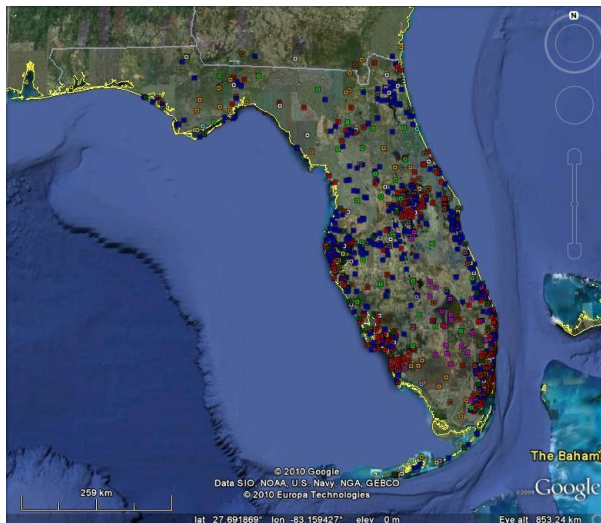 N
The Baham
© 2010 Google
Data SIO, NOAA, U.S. Navy, NGA, GEBCO
© 2010 Europa Technologies
©2009 Google
259 km
lat 27.691869° lon -83.159427° elev 0 m Eye alt 853.24 km